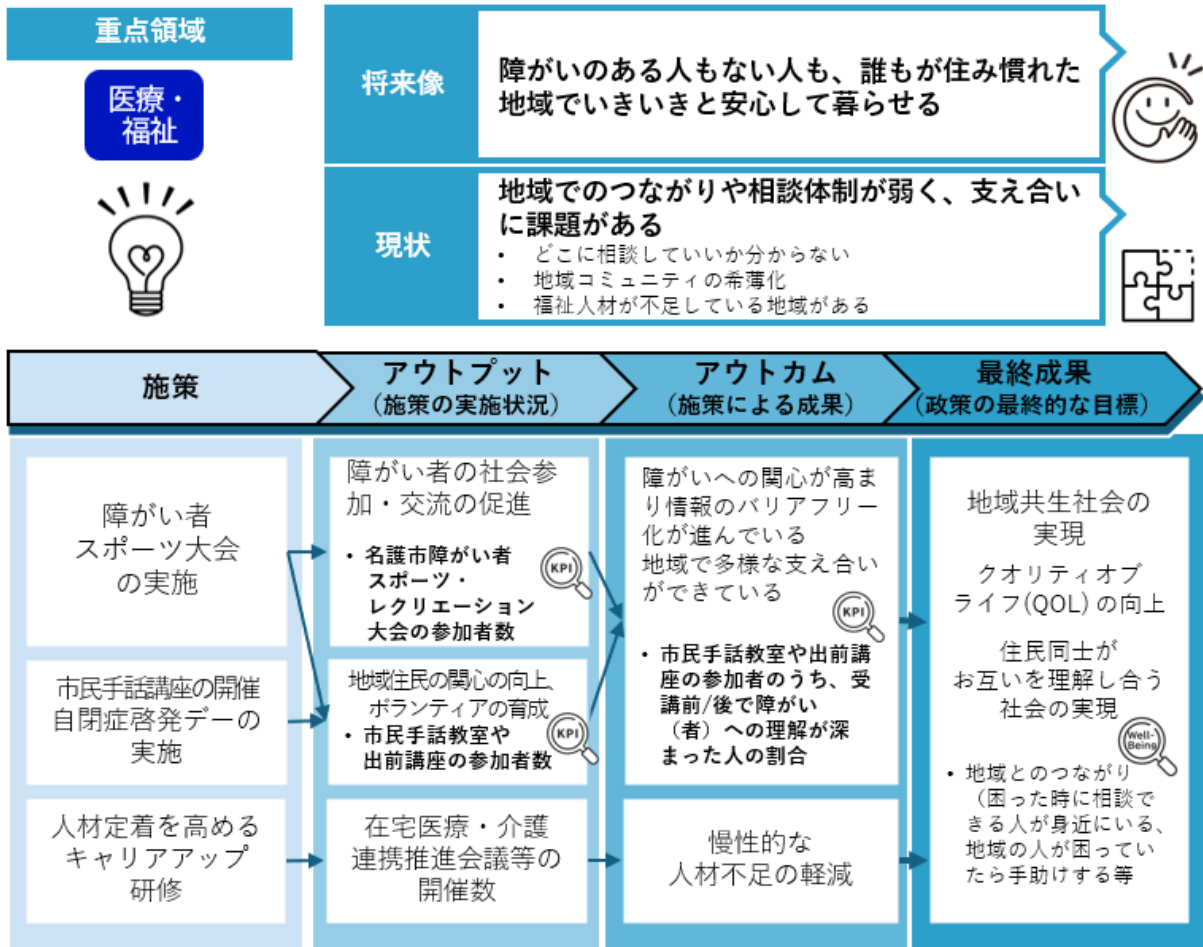 重点領域
医療・
福祉
将来像
障がいのある人もない人も、誰もが住み慣れた
地域でいきいきと安心して暮らせる
現状
地域でのつながりや相談体制が弱く、支え合い
に課題がある
• どこに相談していいか分からない
• 地域コミュニティの希薄化
• 福祉人材が不足している地域がある
施策
アウトプット
(施策の実施状況)
アウトカム
(施策による成果)
最終成果
(政策の最終的な目標)
障がい者
スポーツ大会
の実施
市民手話講座の開催
自閉症啓発デーの
実施
人材定着を高める
キャリアアップ
研修
障がい者の社会参
加・交流の促進
• 名護市障がい者
スポーツ・
レクリエーション
大会の参加者数
KPI
地域住民の関心の向上、
ボランティアの育成
• 市民手話教室や
出前講座の参加者数
KPI
在宅医療・介護
連携推進会議等の
開催数
障がいへの関心が高ま
り情報のバリアフリー
化が進んでいる
地域で多様な支え合い
ができている
KPI
• 市民手話教室や出前講
座の参加者のうち、受
講前/後で障がい
(者)への理解が深
まった人の割合
慢性的な
人材不足の軽減
地域共生社会の
実現
クオリティオブ
ライフ(QOL)の向上
住民同士が
お互いを理解し合う
社会の実現
Well-
Being
• 地域とのつながり
(困った時に相談で
きる人が身近にいる、
地域の人が困ってい
たら手助けする等